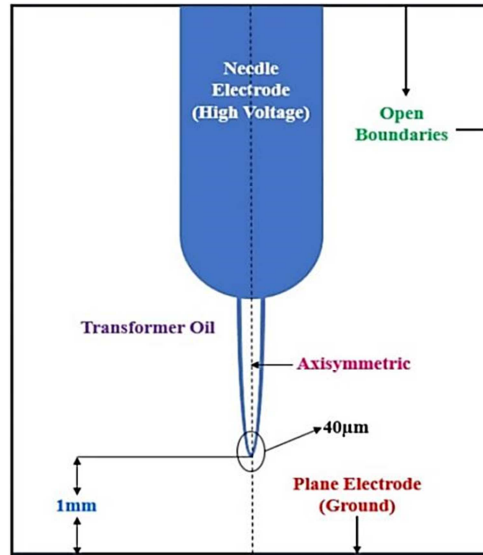 Needle
Electrode
(High Voltage)
Open
Boundaries
Transformer Oil
Axisymmetric
40µm
1mm
Plane Electrode
(Ground)